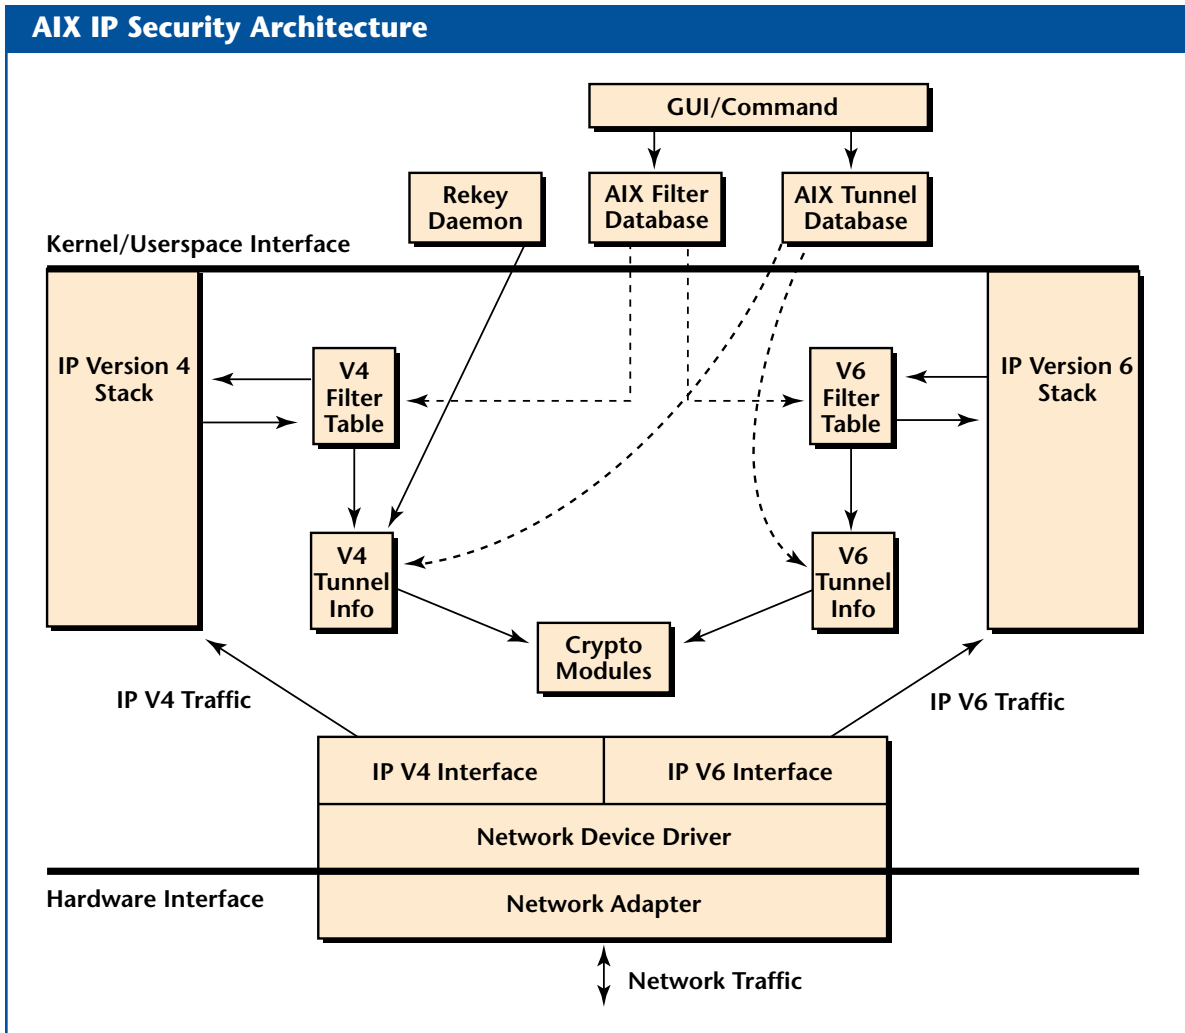 AIX IP Security Architecture
GUI/Command
Rekey
Daemon
AIX Filter
Database
AIX Tunnel
Database
Kernel/Userspace Interface
IP Version 4
Stack
V4
Filter
Table
V6
Filter
Table
IP Version 6
Stack
V4
Tunnel
Info
V6
Tunnel
Info
Crypto
Modules
IP V4 Traffic
IP V6 Traffic
IP V4 Interface
IP V6 Interface
Network Device Driver
Hardware Interface
Network Adapter
Network Traffic